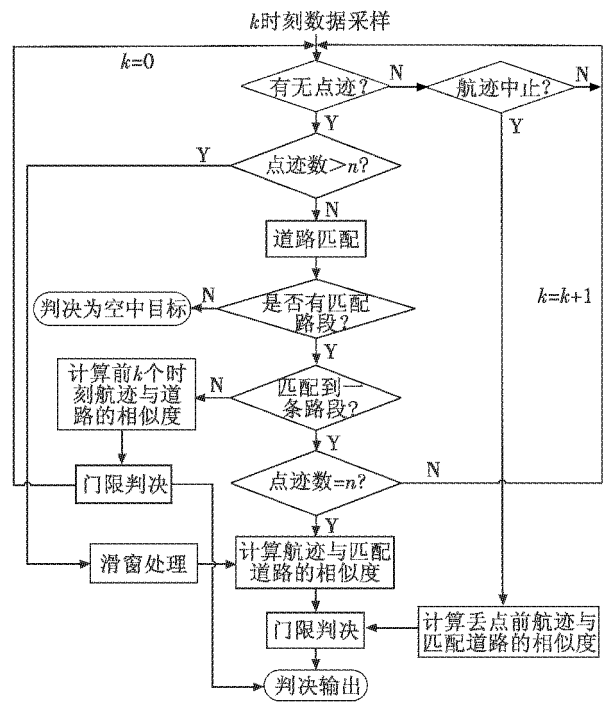 k时刻数据采样
k=0
有无点迹?
N
航迹中止?
N
Y
Y
Y
点迹数>n?
N
道路匹配
判决为空中目标
N
是否有匹配
路段?
k=k+1
Y
计算前k个时
刻航迹与道
路的相似度
N
匹配到一
条路段?
Y
门限判决
点迹数=n?
N
Y
滑窗处理
计算航迹与匹配
道路的相似度
门限判决
计算丢点前航迹与
匹配道路的相似度
判决输出